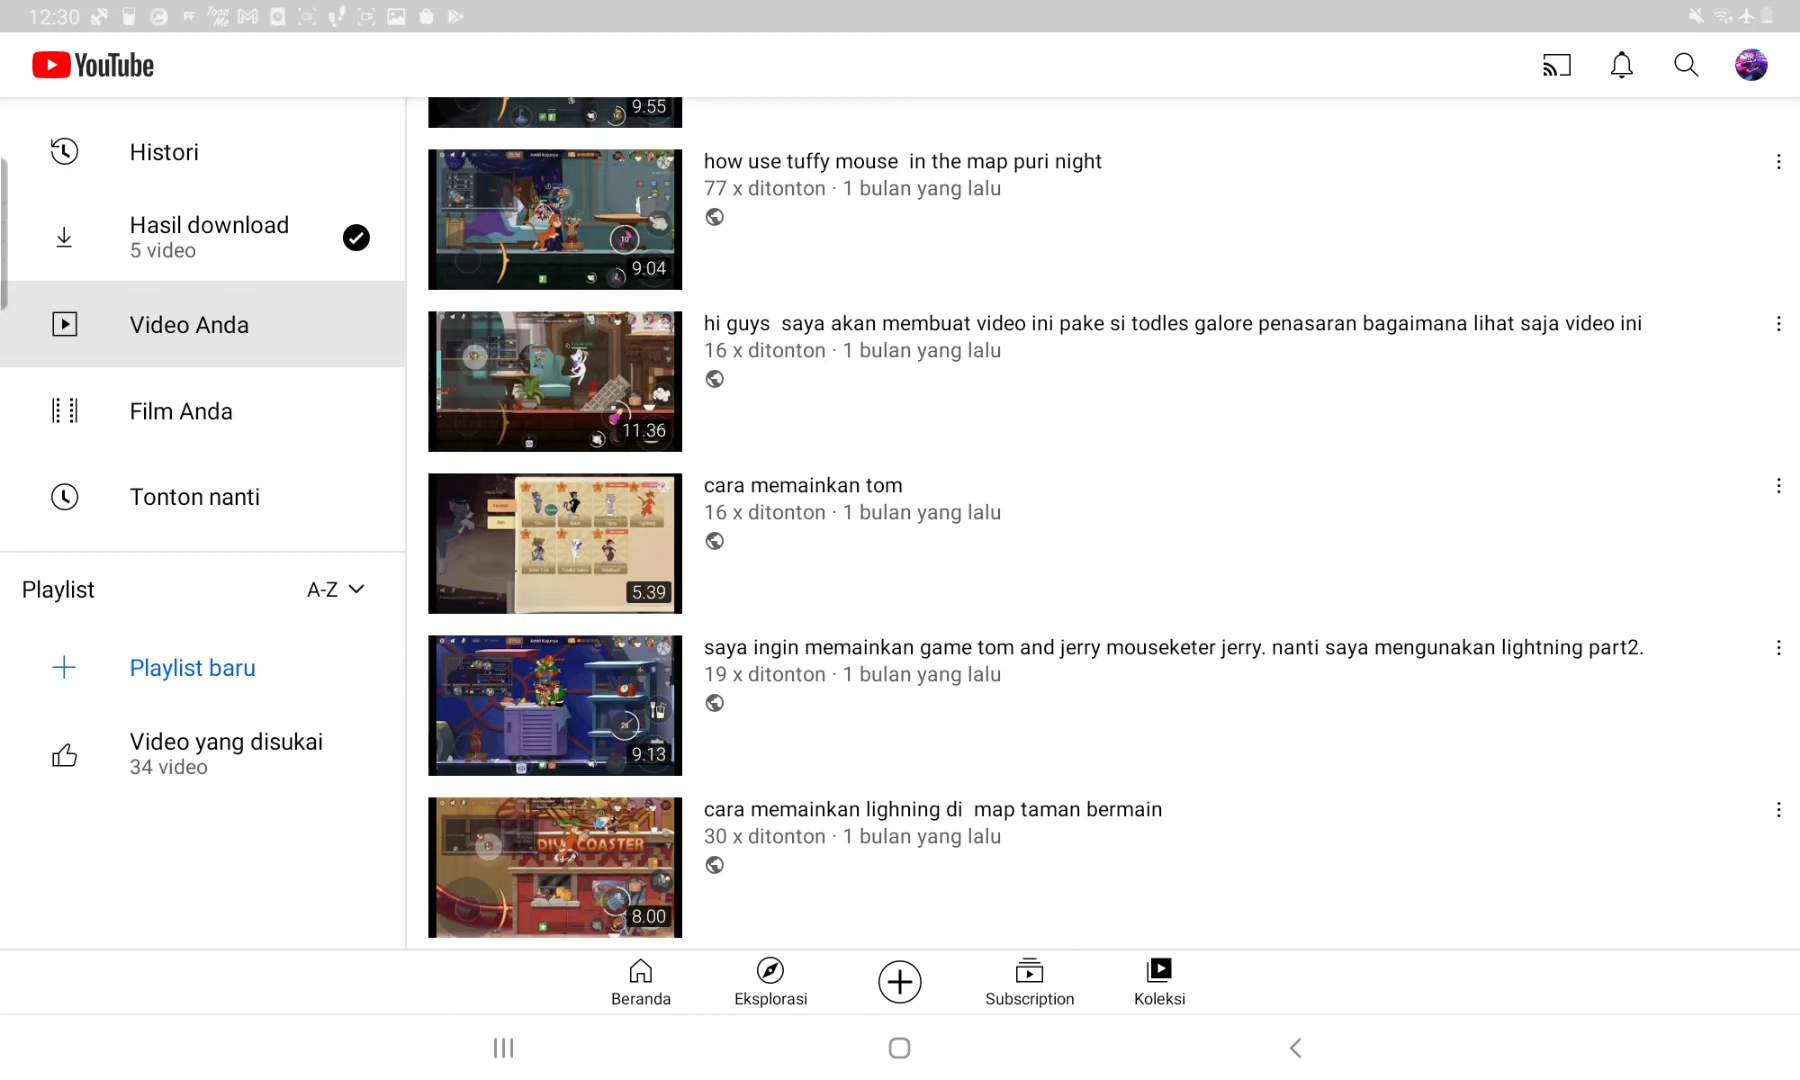 12:30
YouTube
Histori
Hasil download
5 video
Video Anda
Film Anda
Tonton nanti
Playlist
A-Z
Playlist baru
Video yang disukai
34 video
9.55
how use tuffy mouse  in the map puri night
77 x ditonton · 1 bulan yang lalu
9.04
hi guys  saya akan membuat video ini pake si todles galore penasaran bagaimana lihat saja video ini
16 x ditonton · 1 bulan yang lalu
11.36
cara memainkan tom
16 x ditonton · 1 bulan yang lalu
5.39
saya ingin memainkan game tom and jerry mouseketer jerry. nanti saya mengunakan lightning part2.
19 x ditonton · 1 bulan yang lalu
9.13
cara memainkan lighning di  map taman bermain
30 x ditonton · 1 bulan yang lalu
COASTER
8.00
Beranda
Eksplorasi
Subscription
Koleksi